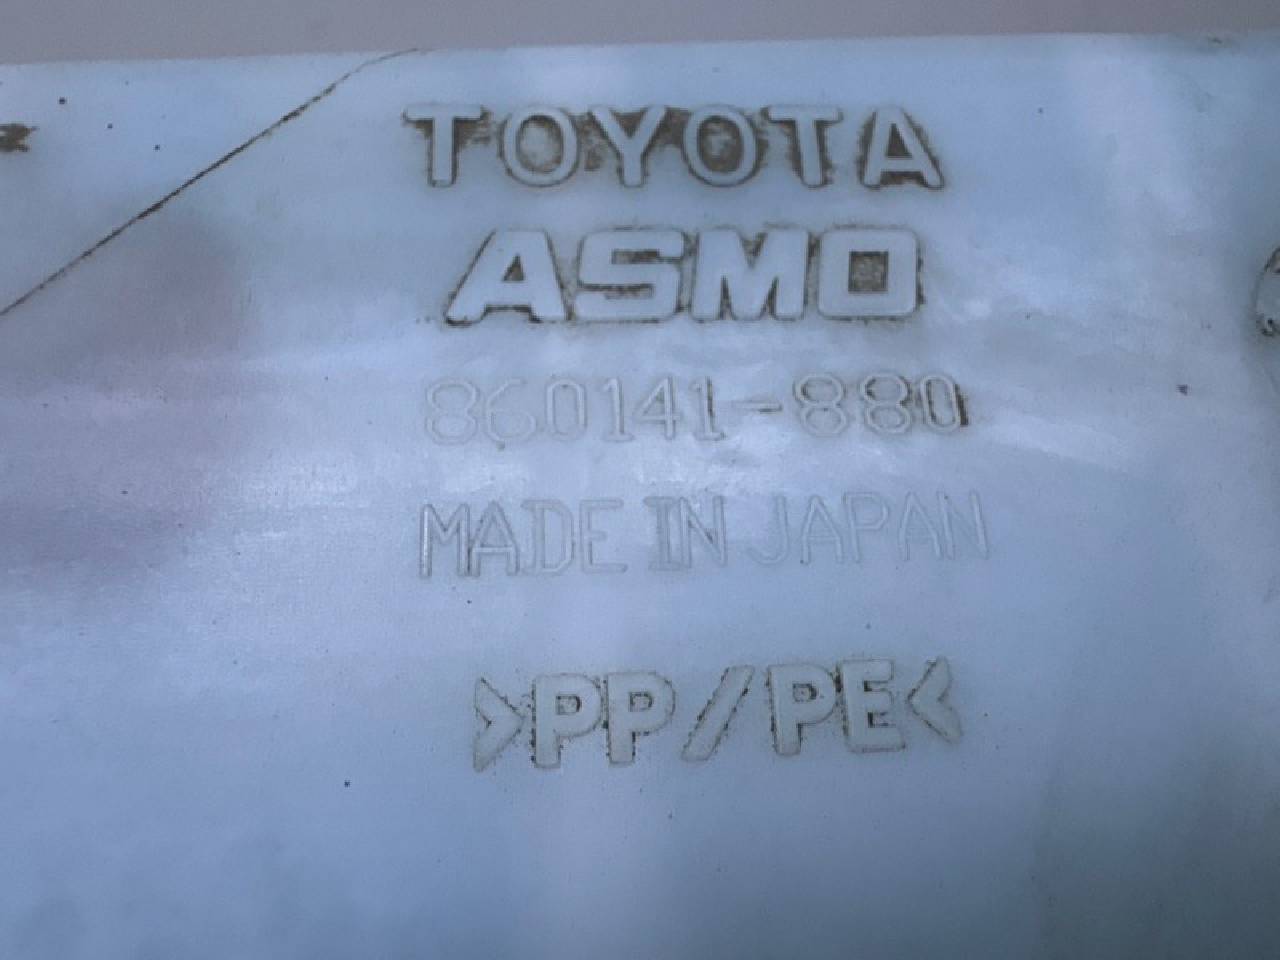 TOYOTA
ASMO
860141-880
MADE IN JAPAN
>PP/PE<